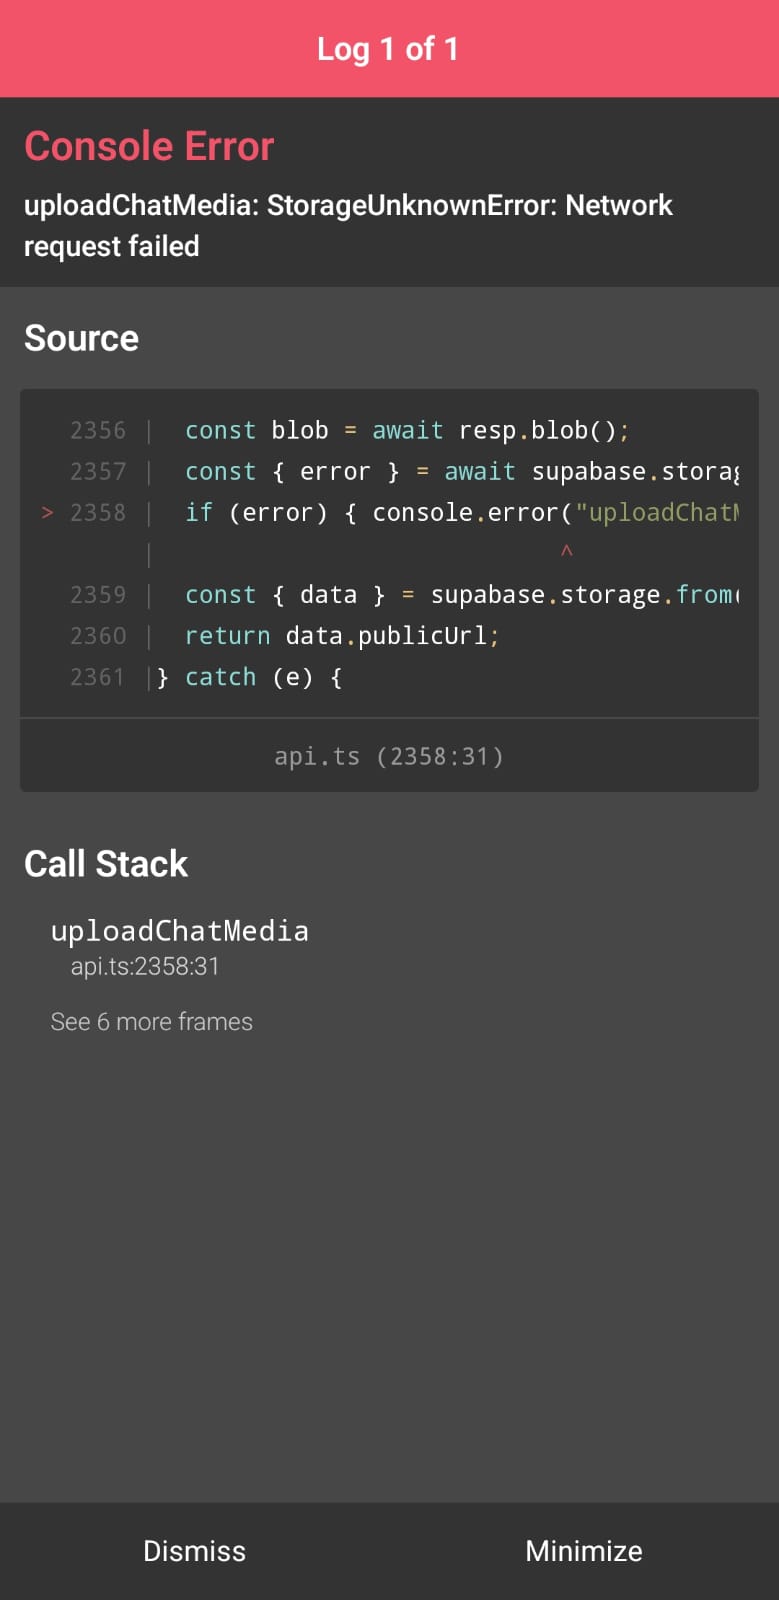 Log 1 of 1
Console Error
uploadChatMedia: StorageUnknownError: Network
request failed
Source
2356 |   const blob = await resp.blob();
2357 |   const { error } = await supabase.storag
> 2358 |   if (error) { console.error("uploadChatM
|                             ^
2359 |   const { data } = supabase.storage.from(
2360 |   return data.publicUrl;
2361 |} catch (e) {
api.ts (2358:31)
Call Stack
uploadChatMedia
api.ts:2358:31
See 6 more frames
Dismiss
Minimize